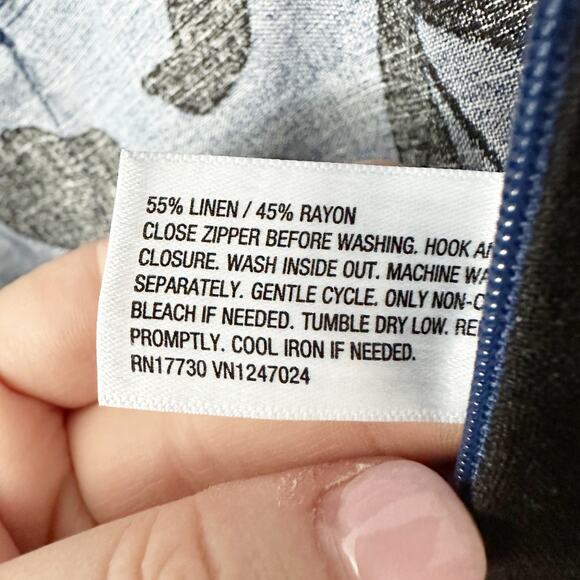 55% LINEN / 45% RAYON
CLOSE ZIPPER BEFORE WASHING. HOOK
CLOSURE. WASH INSIDE OUT. MACHINE
SEPARATELY. GENTLE CYCLE. ONLY
BLEACH IF NEEDED. TUMBLE DRY LOW.
PROMPTLY. COOL IRON IF NEEDED.
RN17730 VN1247024